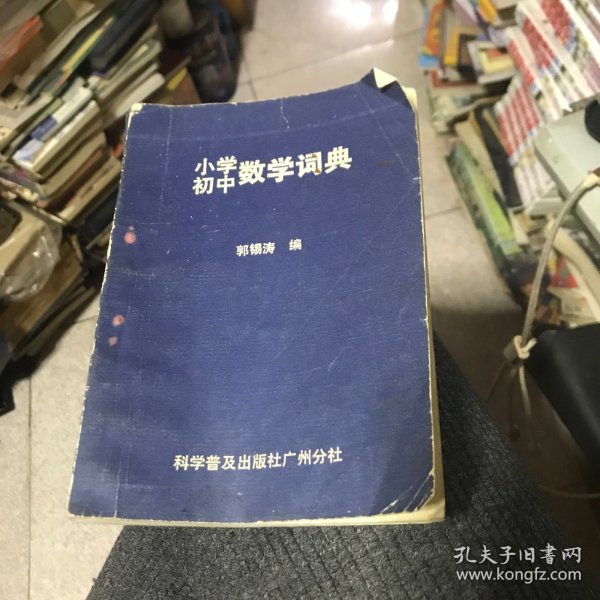 小学
初中数学词典
郭锡涛 编
科学普及出版社广州分社
孔夫子旧书网
www.kongfz.com